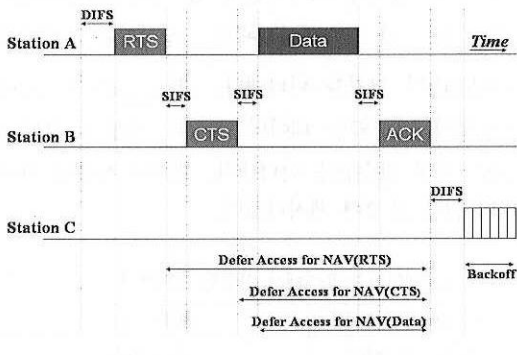 DIFS
Station A
RTS
Data
Time
SIFS
SIFS
SIFS
Station B
CTS
ACK
DIFS
Station C
Defer Access for NAV(RTS)
Backoff
Defer Access for NAV(CTS)
Defer Access for NAV(Data)